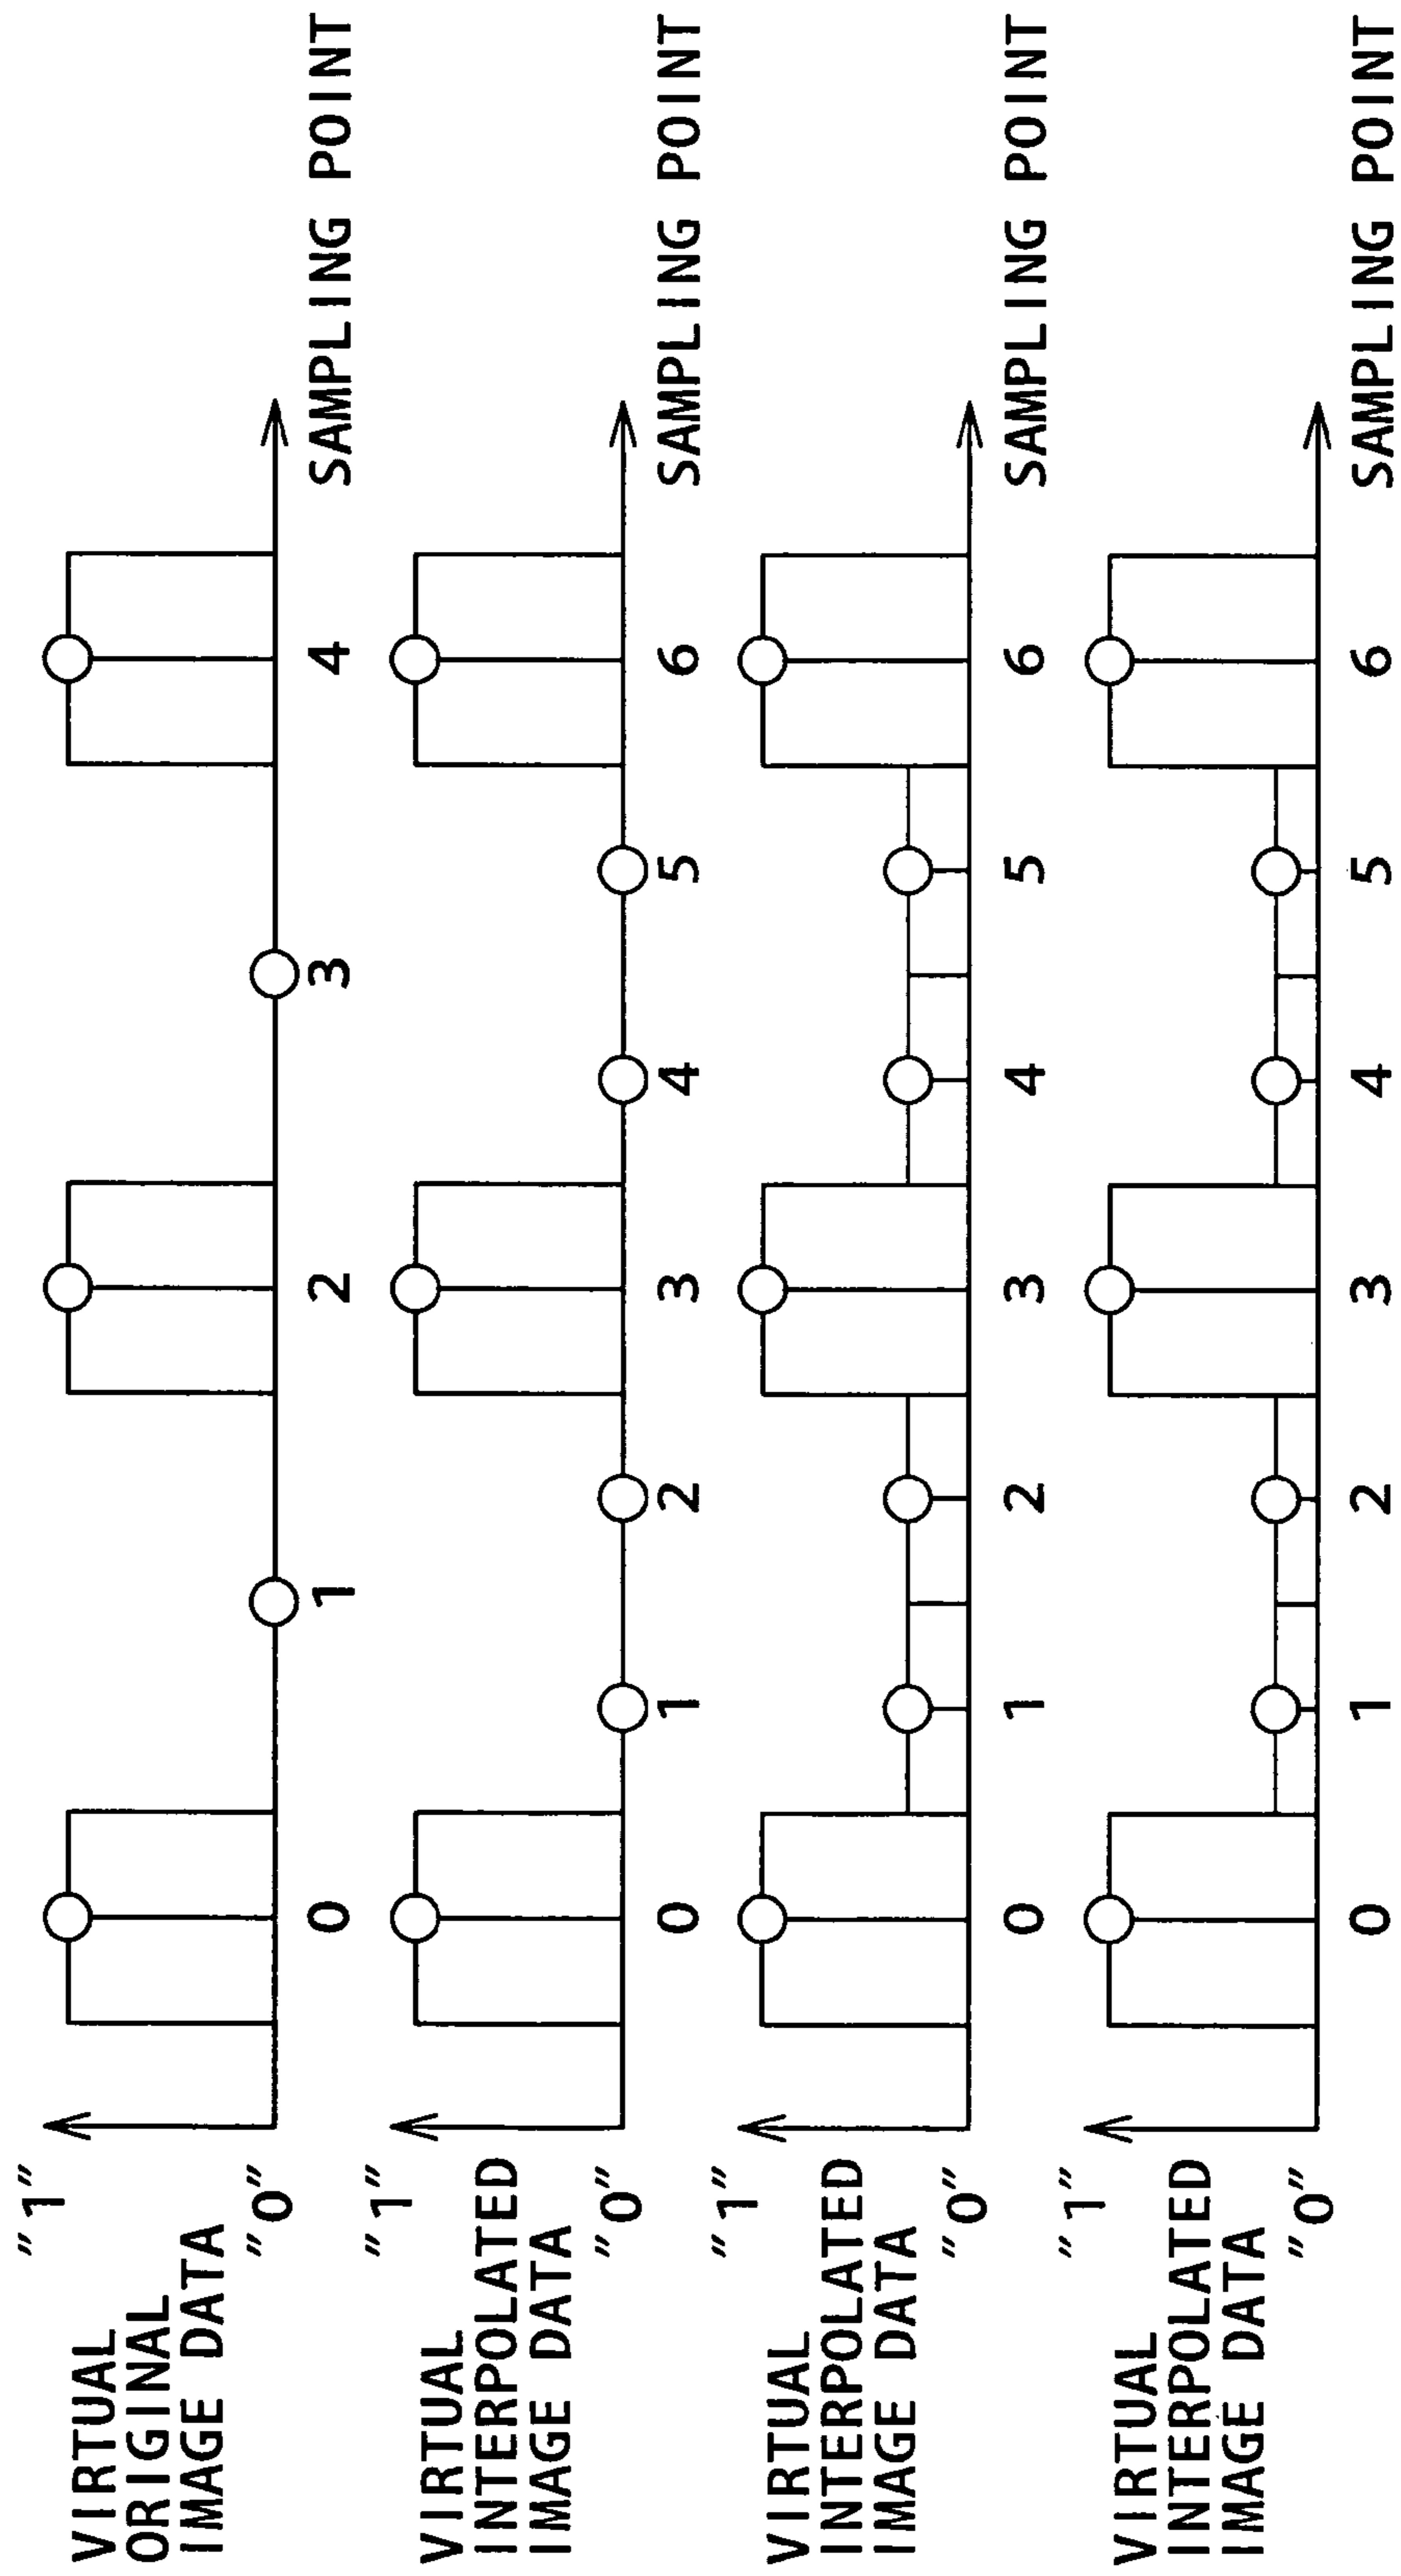 "1"
VIRTUAL
ORIGINAL
IMAGE DATA
"0"
0 1 2 3 4
SAMPLING POINT
"1"
VIRTUAL
INTERPOLATED
IMAGE DATA
"0"
0 1 2 3 4 5 6
SAMPLING POINT
"1"
VIRTUAL
INTERPOLATED
IMAGE DATA
"0"
0 1 2 3 4 5 6
SAMPLING POINT
"1"
VIRTUAL
INTERPOLATED
IMAGE DATA
"0"
0 1 2 3 4 5 6
SAMPLING POINT